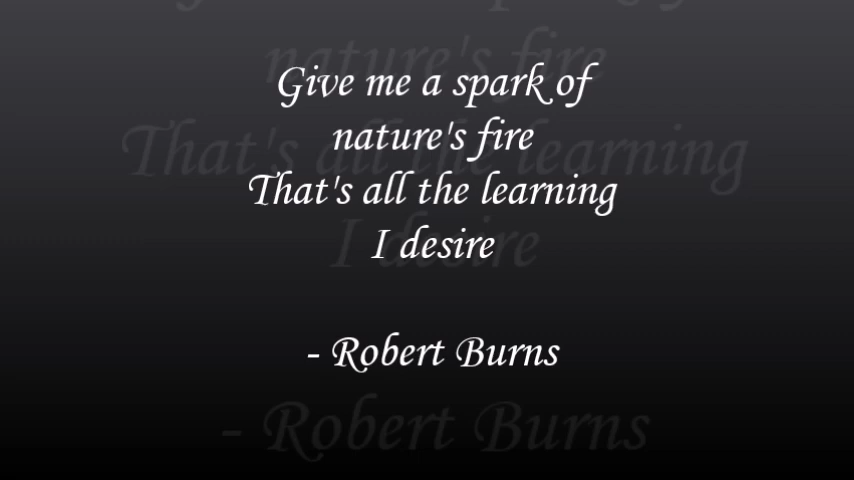 Give me a spark of
nature's fire
That's all the learning
I desire
- Robert Burns